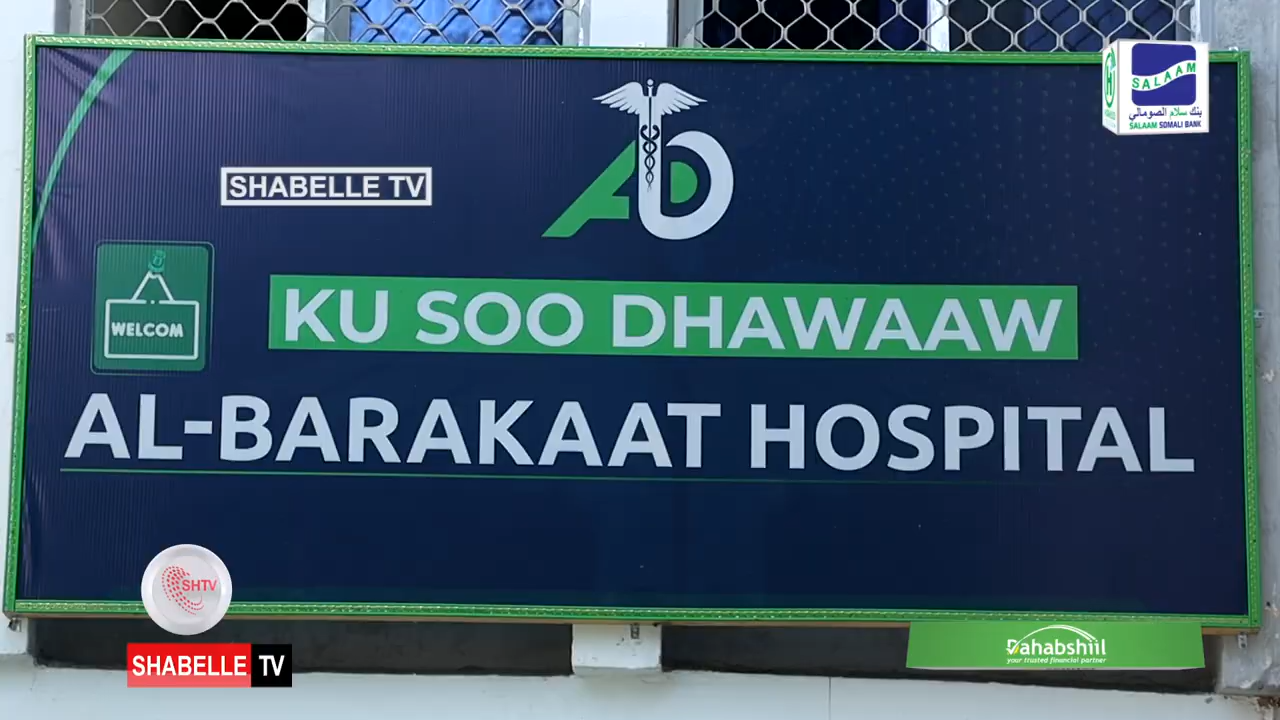 SALAAM
بنك سلام الصومالي
SALAAM SOMALI BANK
SHABELLE TV
WELCOM
KU SOO DHAWAAW
AL-BARAKAAT HOSPITAL
SHTV
SHABELLE TV
Dahabshiil
your trusted financial partner